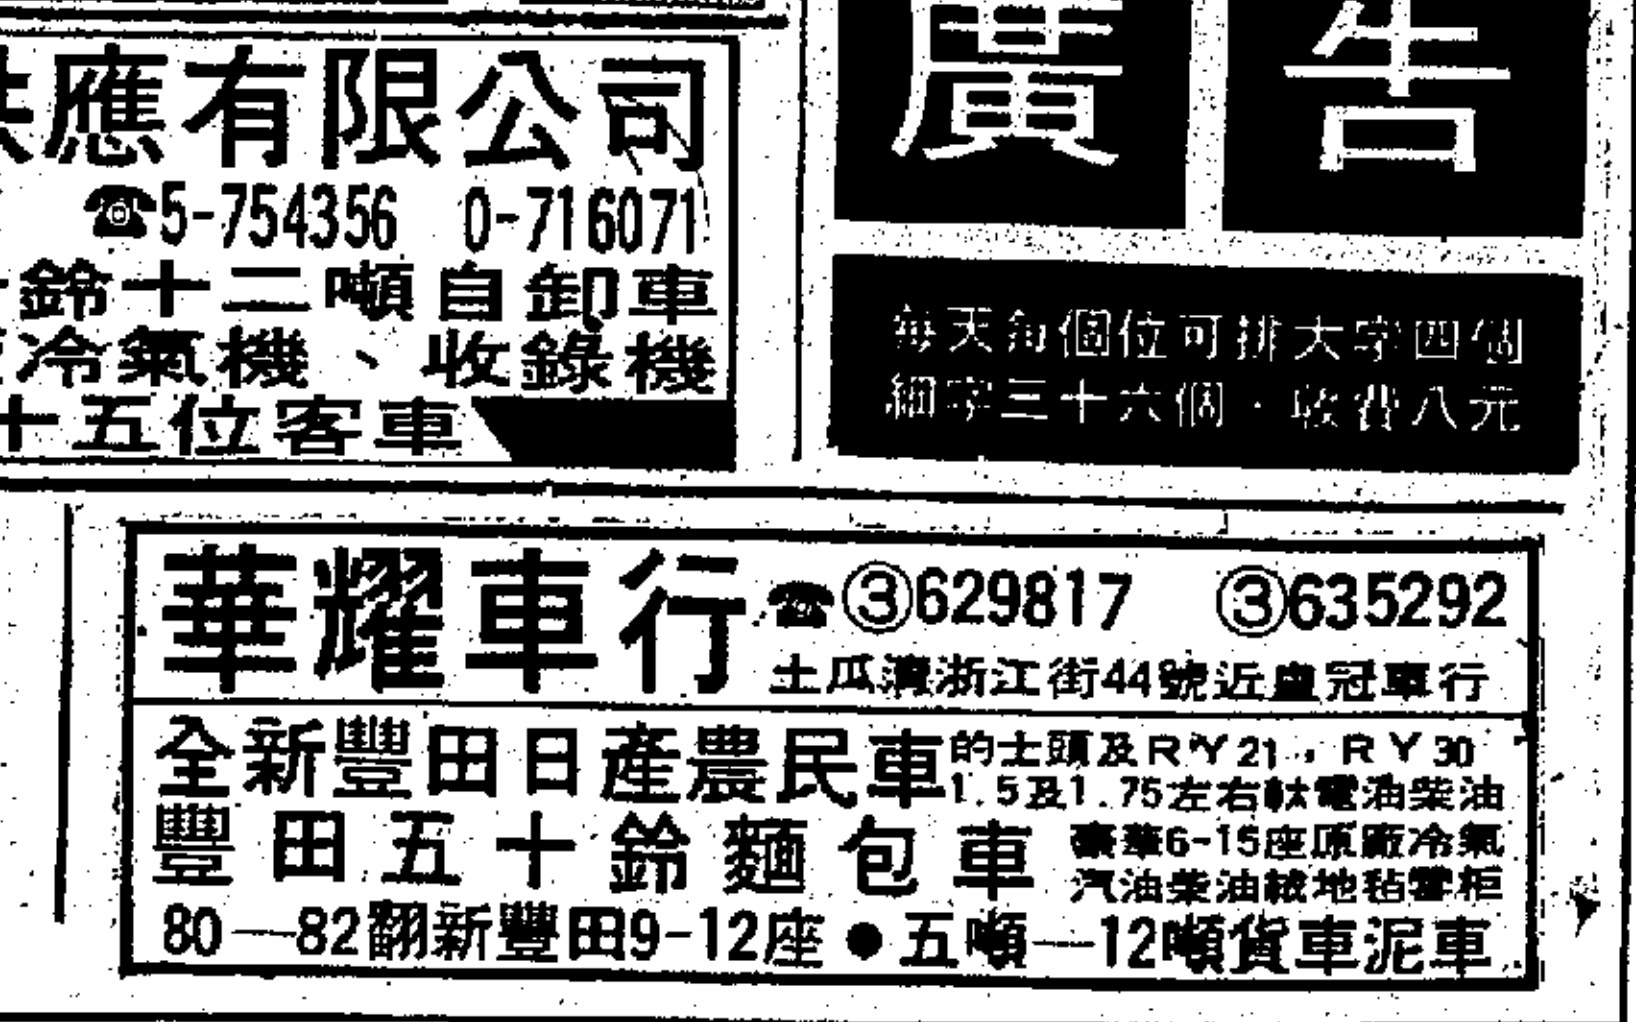 應有限公司
☎5-754356 0-716071
鈴十二噸自卸車
冷氣機、收錄機
十五位客車
廣告
每天每個位可排大字四個
細字三十六個·收費八元
華耀車行☎③629817 ③635292
土瓜灣浙江街44號近盧冠車行
全新豐田日產農民車的士頭及RY21,RY30
1.5及1.75左右軚電油柴油
豐田五十鈴麵包車豪華6-15座原廠冷氣
汽油柴油絨地毡雲柜
80—82翻新豐田9-12座●五噸—12噸貨車泥車